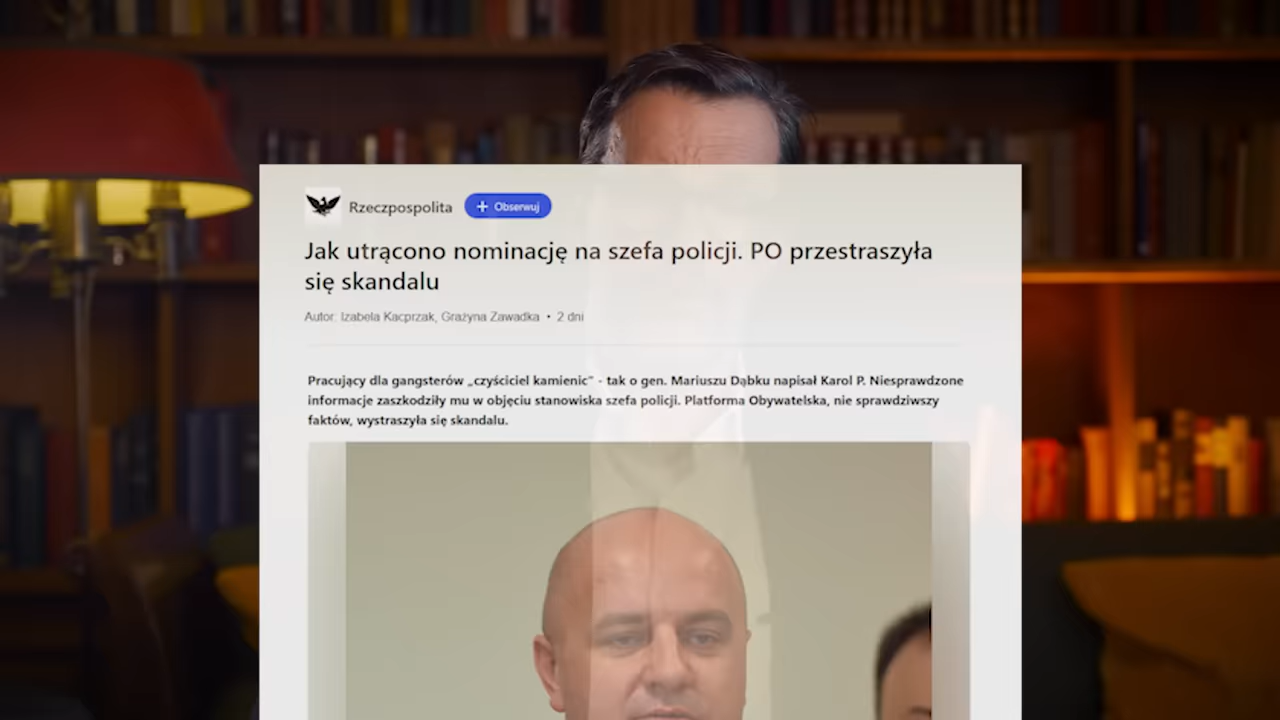 Rzeczpospolita
+ Obserwuj
Jak utrącono nominację na szefa policji. PO przestraszyła
się skandalu
Autor: Izabela Kacprzak, Grażyna Zawadka • 2 dni
Pracujący dla gangsterów „czyściciel kamienic” - tak o gen. Mariuszu Dąbku napisał Karol P. Niesprawdzone
informacje zaszkodziły mu w objęciu stanowiska szefa policji. Platforma Obywatelska, nie sprawdziwszy
faktów, wystraszyła się skandalu.